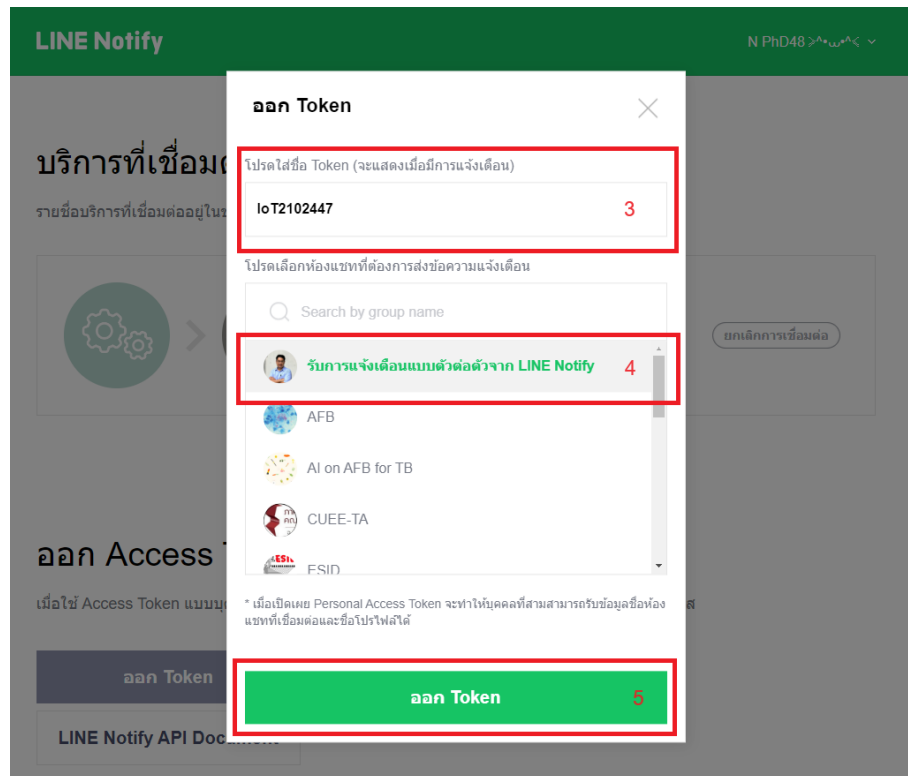 LINE Notify
N PhD48 >^•ω•^<
ออก Token
บริการที่เชื่อมต
โปรดใส่ชื่อ Token (จะแสดงเมื่อมีการแจ้งเตือน)
รายชื่อบริการที่เชื่อมต่ออยู่ใน
IoT2102447
3
โปรดเลือกห้องแชทที่ต้องการส่งข้อความแจ้งเตือน
Search by group name
ยกเลิกการเชื่อมต่อ
รับการแจ้งเตือนแบบตัวต่อตัวจาก LINE Notify
4
AFB
AI on AFB for TB
CUEE-TA
ESID
ออก Access
เมื่อใช้ Access Token แบบบุ
* เมื่อเปิดเผย Personal Access Token จะทำให้บุคคลที่สามสามารถรับข้อมูลชื่อห้อง
แชทที่เชื่อมต่อและชื่อโปรไฟล์ได้
ส
ออก Token
ออก Token
5
LINE Notify API Document